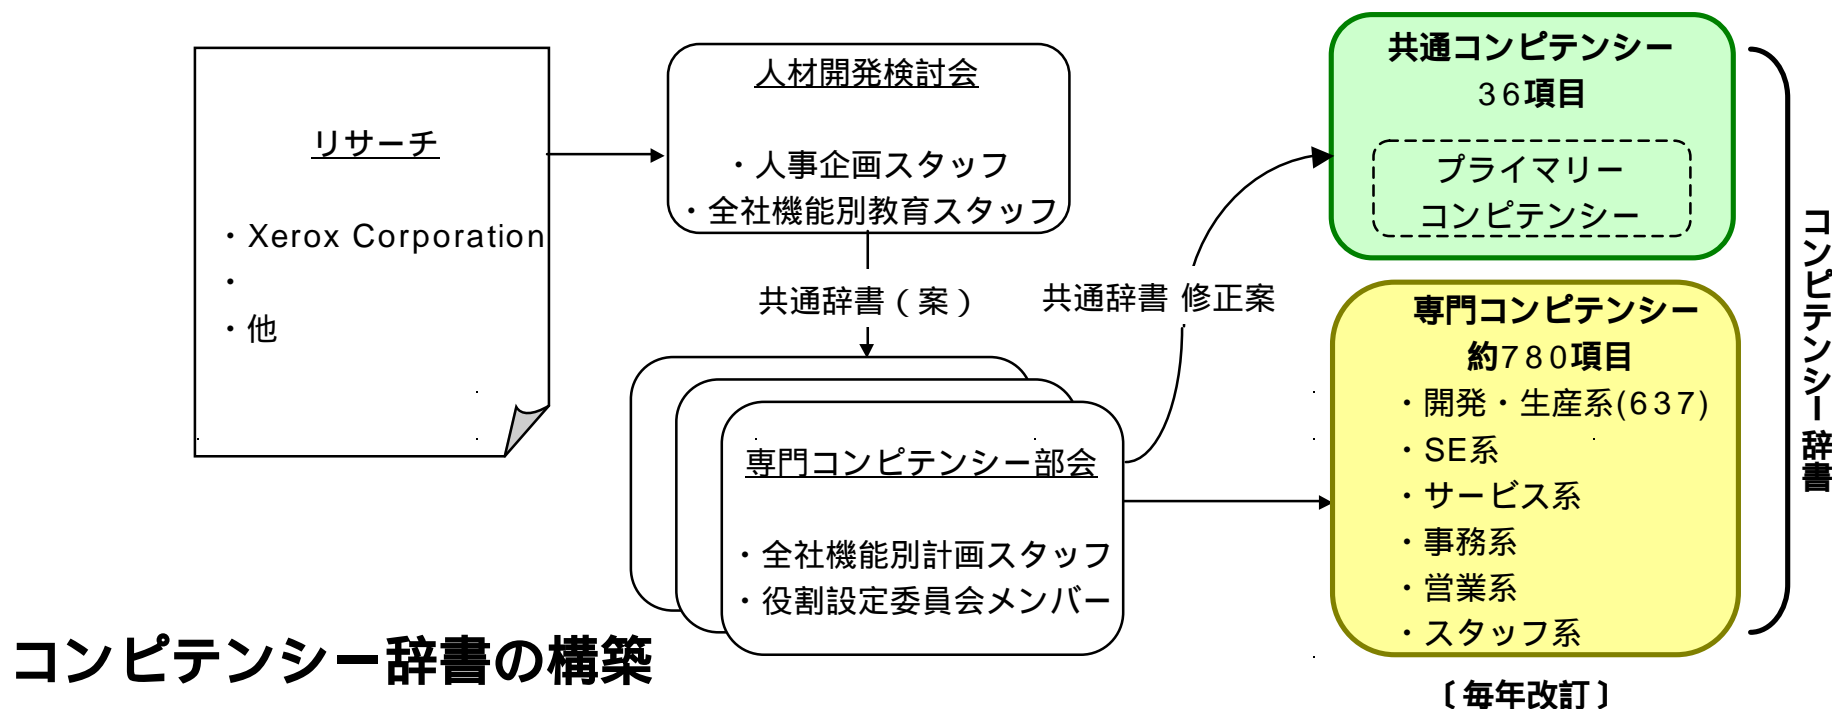 リサーチ
・Xerox Corporation
・
・他
人材開発検討会
・人事企画スタッフ
・全社機能別教育スタッフ
共通辞書（案）
共通辞書 修正案
専門コンピテンシー部会
・全社機能別計画スタッフ
・役割設定委員会メンバー
共通コンピテンシー
36項目
プライマリー
コンピテンシー
専門コンピテンシー
約780項目
・開発・生産系(637)
・SE系
・サービス系
・事務系
・営業系
・スタッフ系
コンピテンシー辞書
コンピテンシー辞書の構築
〔毎年改訂〕